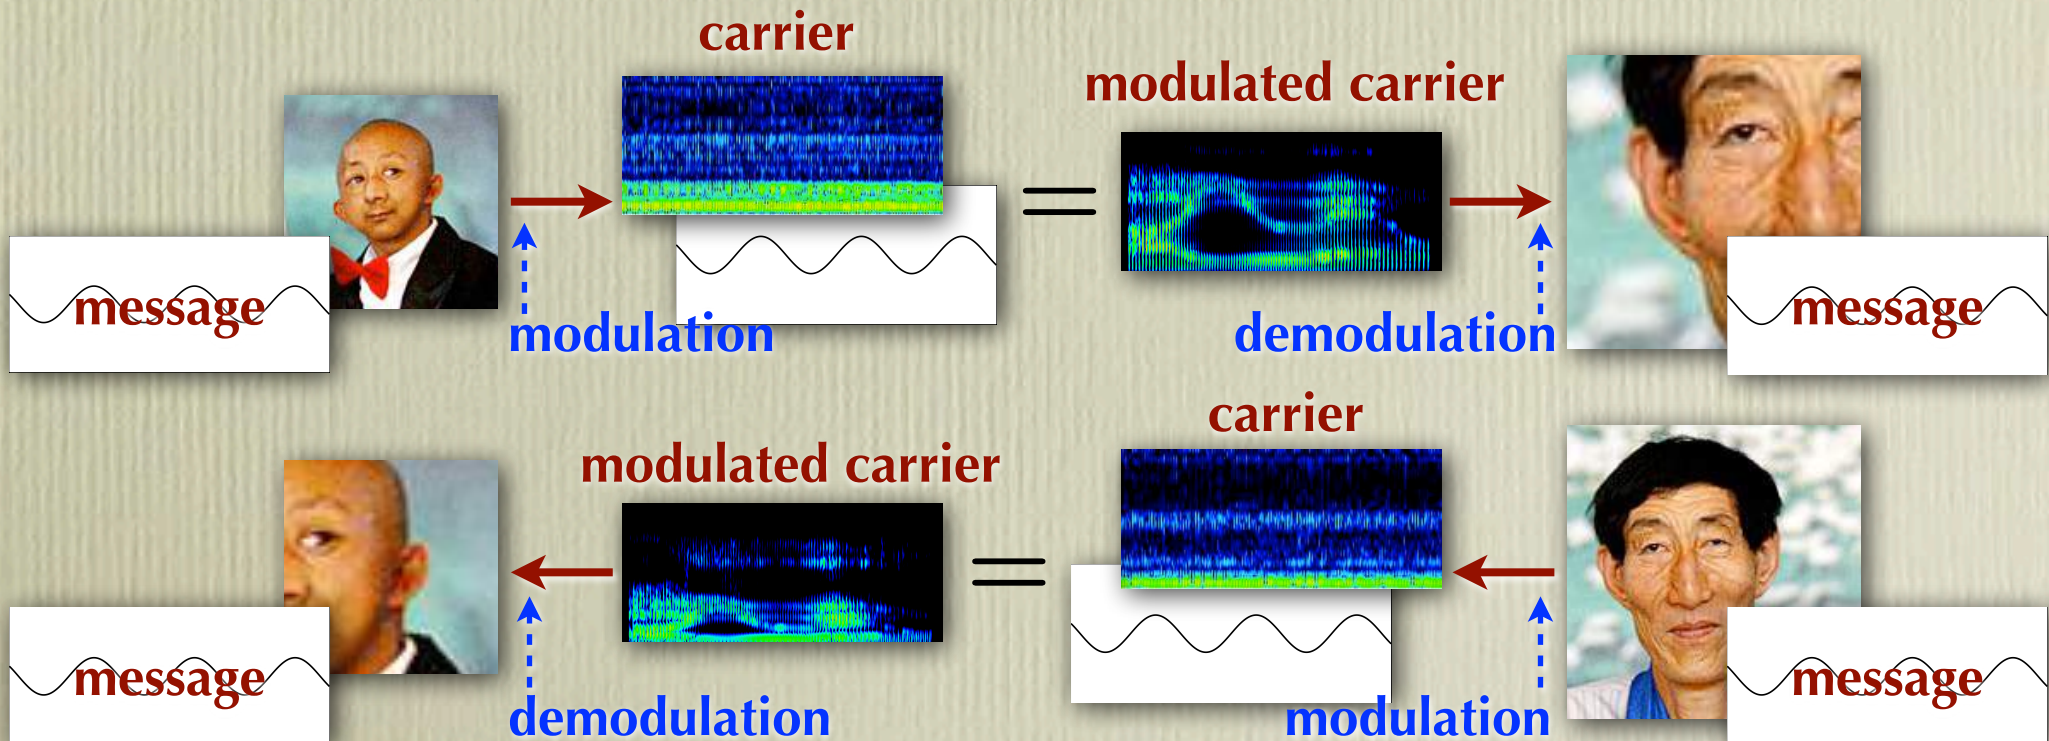 carrier
modulated carrier
message
modulation
demodulation
message
carrier
modulated carrier
message
demodulation
modulation
message